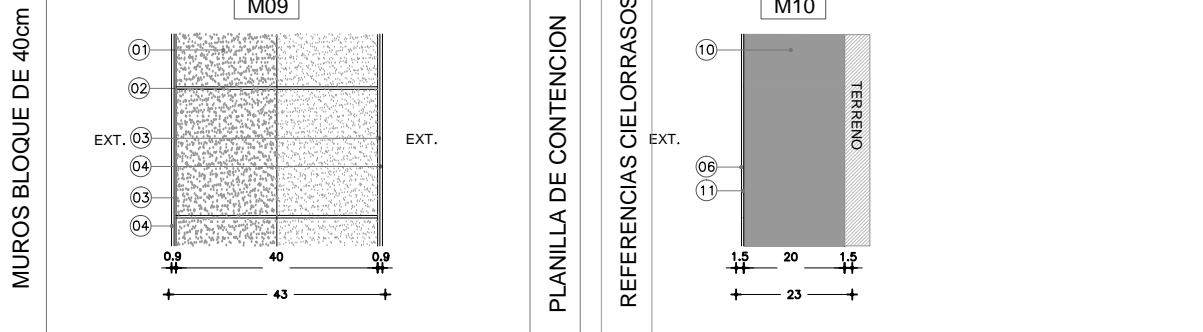 MUROS BLOQUE DE 40cm
M09
01
02
EXT.
03
04
03
04
EXT.
0.9
40
0.9
43
PLANILLA DE CONTENCION
REFERENCIAS CIELORRASOS
M10
10
EXT.
06
11
TERRENO
1.5
20
1.5
23